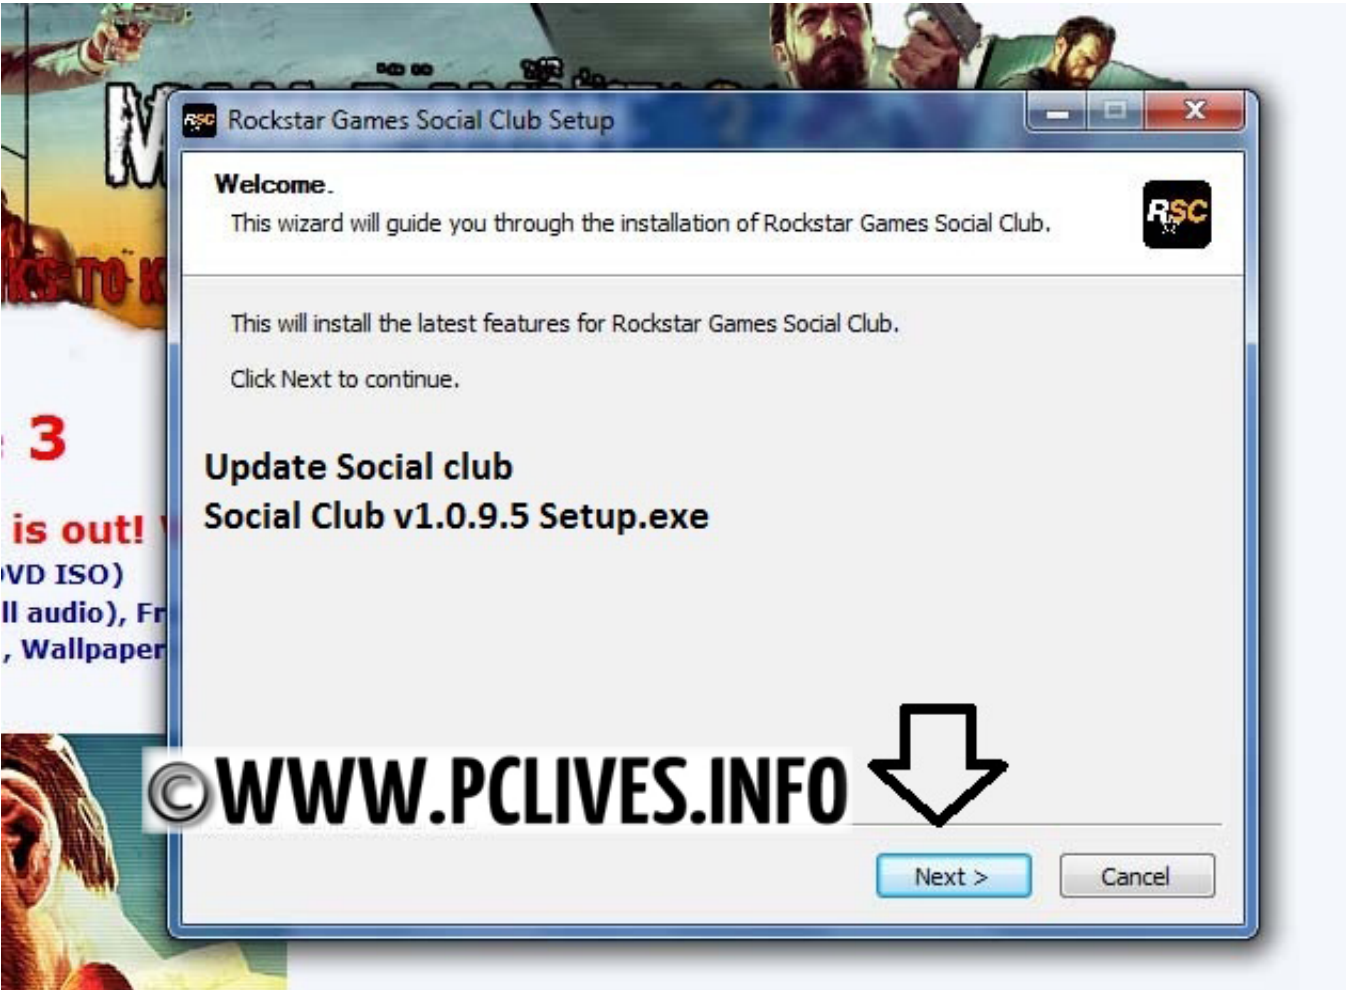 RSC Rockstar Games Social Club Setup
X
Welcome.
This wizard will guide you through the installation of Rockstar Games Social Club.
RSC
TO K
This will install the latest features for Rockstar Games Social Club.
Click Next to continue.
3
Update Social club
Social Club v1.0.9.5 Setup.exe
is out!
VD ISO)
ll audio), Fr
, Wallpaper
©WWW.PCLIVES.INFO
Next >
Cancel